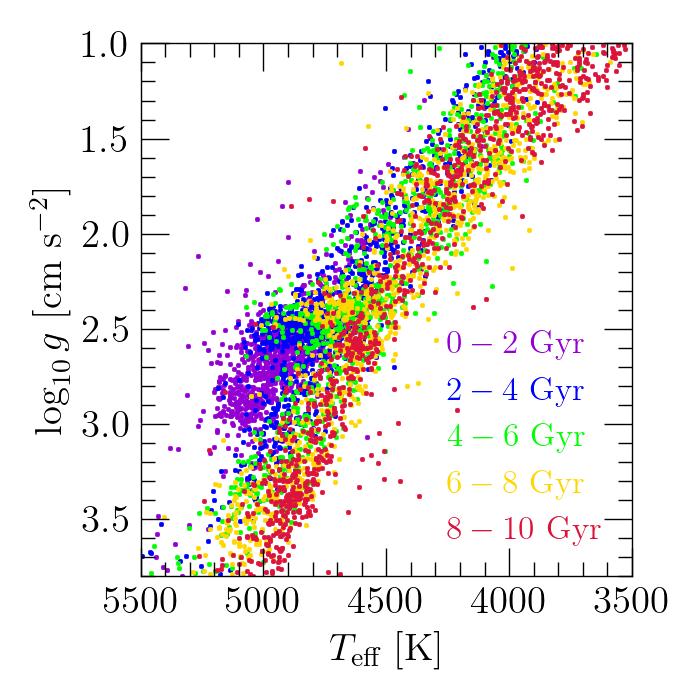 1.0
1.5
2.0
2.5
3.0
3.5
log₁₀ g [cm s⁻²]
0 − 2 Gyr
2 − 4 Gyr
4 − 6 Gyr
6 − 8 Gyr
8 − 10 Gyr
5500 5000 4500 4000 3500
T_eff [K]